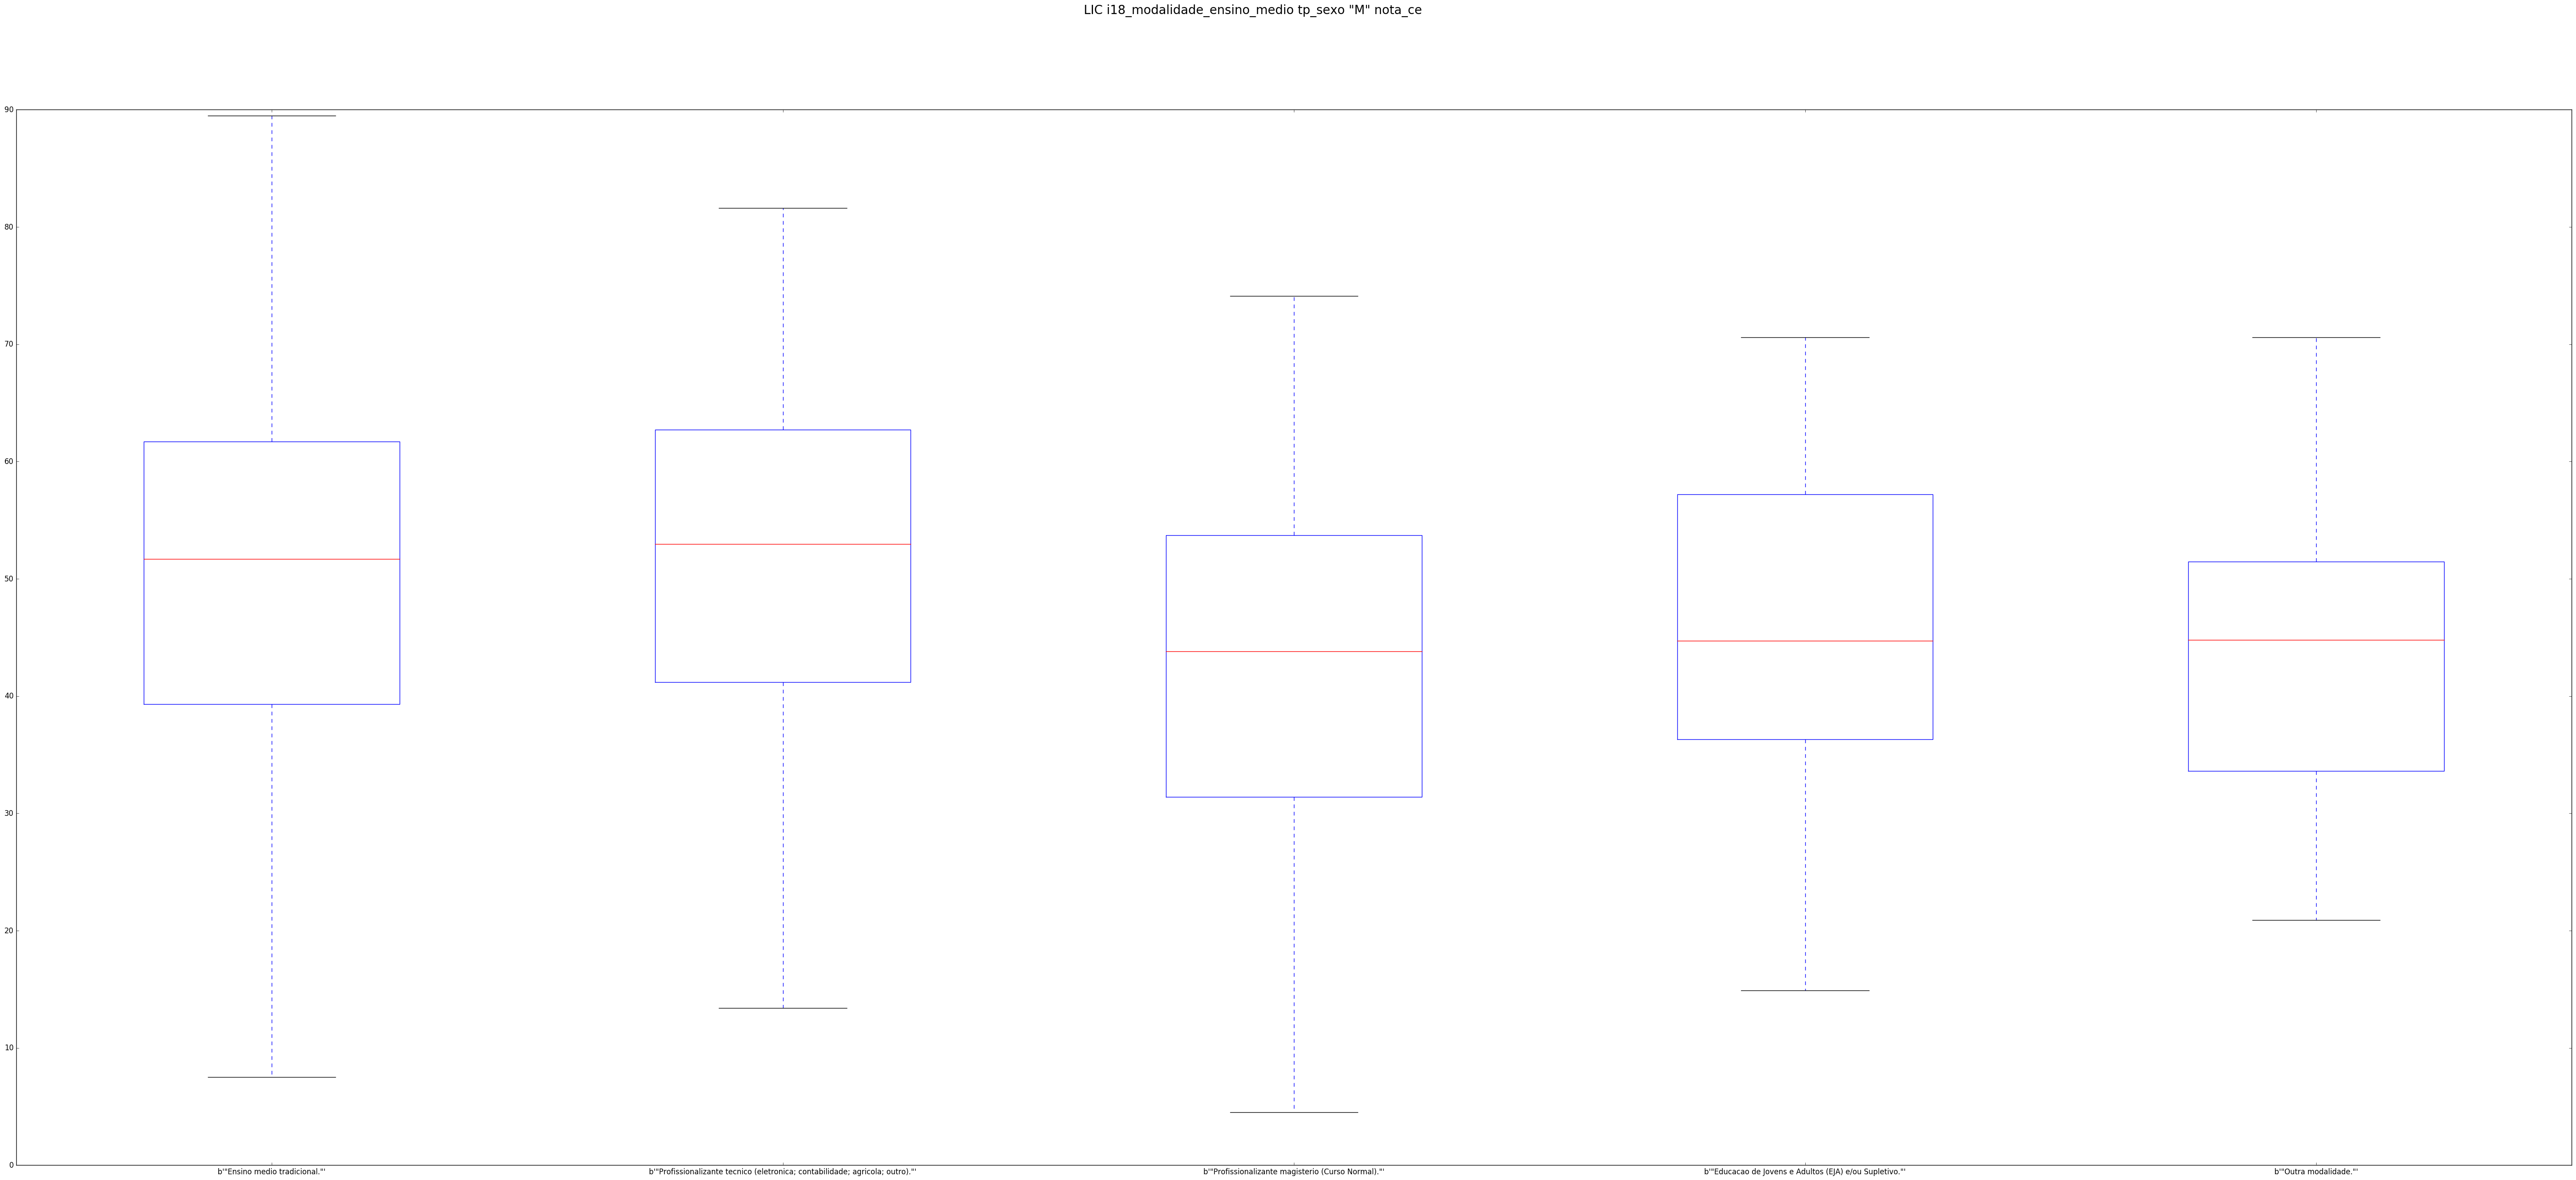 LIC i18_modalidade_ensino_medio tp_sexo "M" nota_ce
90
80
70
60
50
40
30
20
10
0
b'"Ensino medio tradicional."'
b'"Profissionalizante tecnico (eletronica; contabilidade; agricola; outro)."'
b'"Profissionalizante magisterio (Curso Normal)."'
b'"Educacao de Jovens e Adultos (EJA) e/ou Supletivo."'
b'"Outra modalidade."'